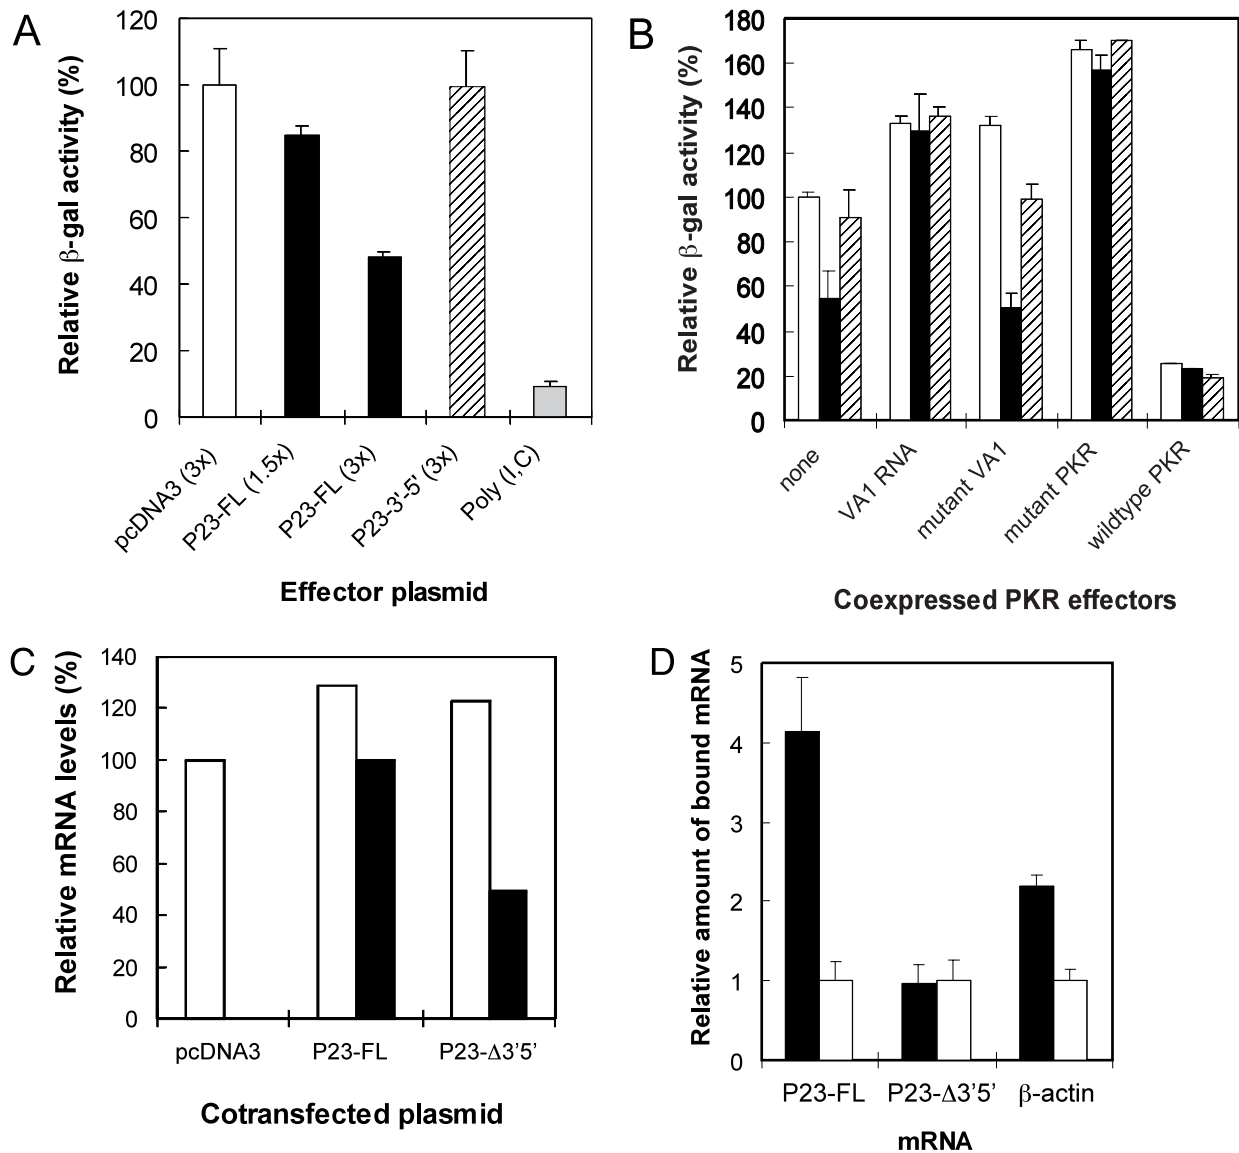 A
Relative β-gal activity (%)
120
100
80
60
40
20
0
pcDNA3 (3x)
P23-FL (1.5x)
P23-FL (3x)
P23-3'-5' (3x)
Poly (I,C)
Effector plasmid
B
Relative β-gal activity (%)
180
160
140
120
100
80
60
40
20
0
none
VA1 RNA
mutant VA1
mutant PKR
wildtype PKR
Coexpressed PKR effectors
C
Relative mRNA levels (%)
140
120
100
80
60
40
20
0
pcDNA3
P23-FL
P23-Δ3'5'
Cotransfected plasmid
D
Relative amount of bound mRNA
5
4
3
2
1
0
P23-FL
P23-Δ3'5'
β-actin
mRNA